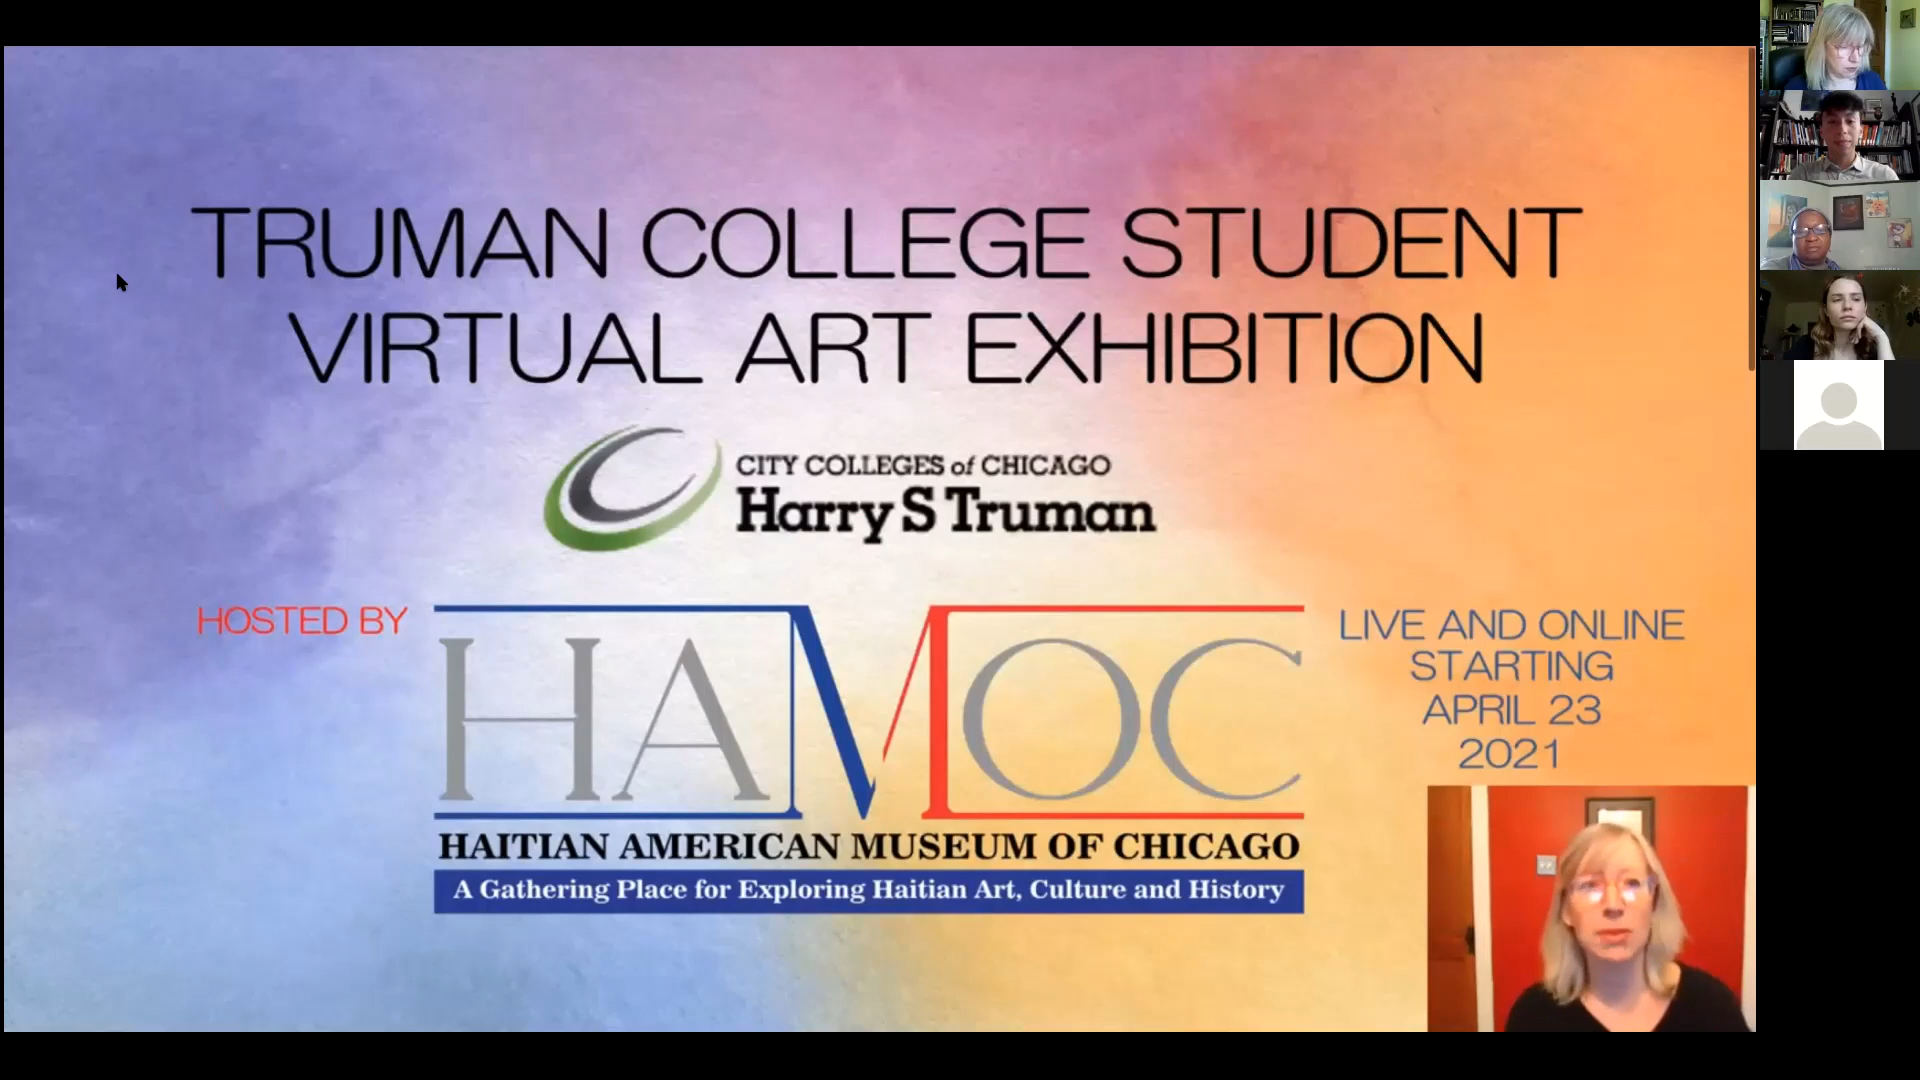 TRUMAN COLLEGE STUDENT
VIRTUAL ART EXHIBITION
CITY COLLEGES of CHICAGO
Harry S Truman
HOSTED BY
HAMOC
HAITIAN AMERICAN MUSEUM OF CHICAGO
A Gathering Place for Exploring Haitian Art, Culture and History
LIVE AND ONLINE
STARTING
APRIL 23
2021